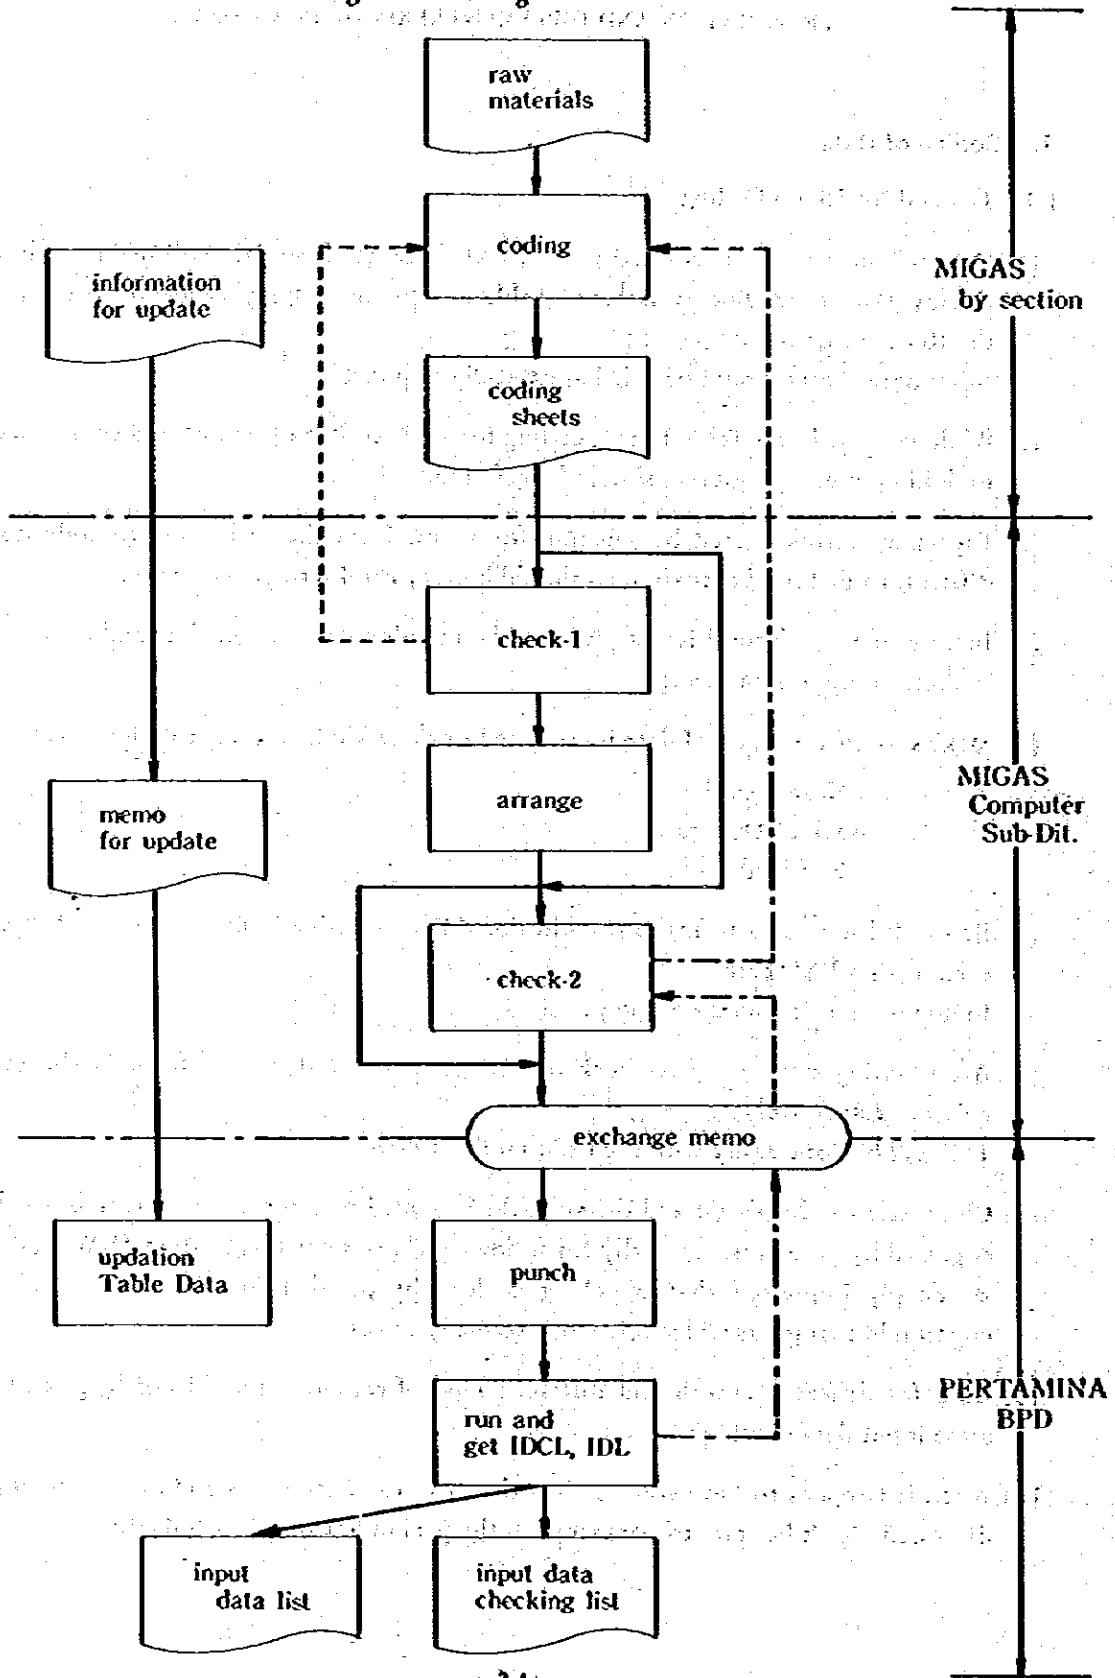 raw
materials
coding
information
for update
MIGAS
by section
coding
sheets
check-1
arrange
memo
for update
MIGAS
Computer
Sub-Dit.
check-2
exchange memo
updation
Table Data
punch
run and
get IDCL, IDL
PERTAMINA
BPD
input
data list
input data
checking list